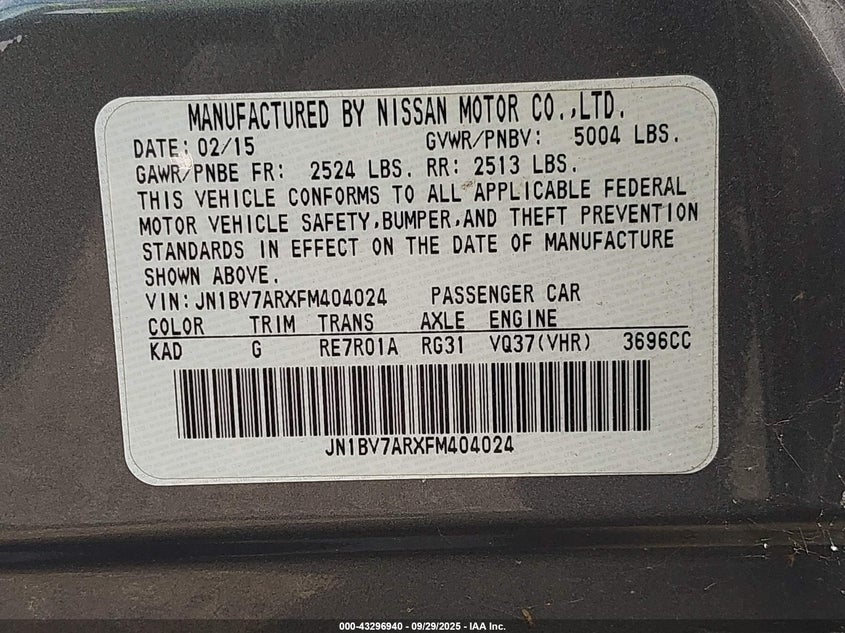 MANUFACTURED BY NISSAN MOTOR CO.,LTD.
DATE: 02/15 GVWR/PNBV: 5004 LBS.
GAWR/PNBE FR: 2524 LBS. RR: 2513 LBS.
THIS VEHICLE CONFORMS TO ALL APPLICABLE FEDERAL
MOTOR VEHICLE SAFETY,BUMPER,AND THEFT PREVENTION
STANDARDS IN EFFECT ON THE DATE OF MANUFACTURE
SHOWN ABOVE.
VIN: JN1BV7ARXFM404024 PASSENGER CAR
COLOR TRIM TRANS AXLE ENGINE
KAD G RE7R01A RG31 VQ37(VHR) 3696CC
JN1BV7ARXFM404024
000-43296940 - 09/29/2025 - IAA Inc.